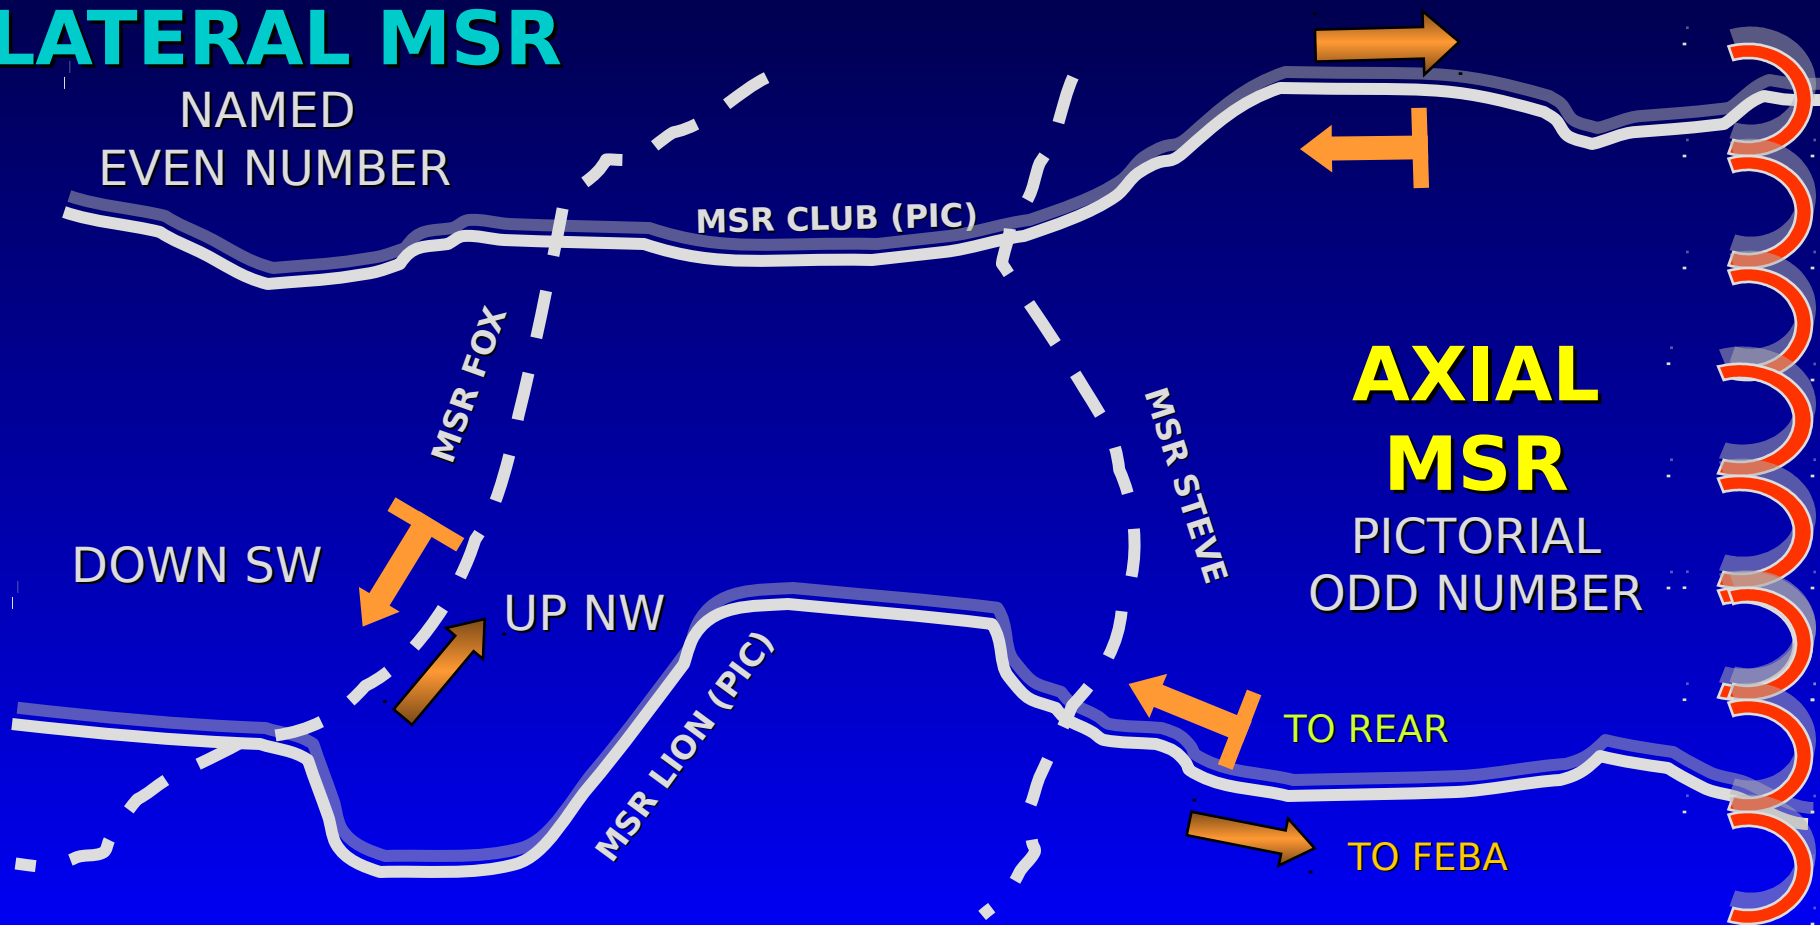 LATERAL MSR
NAMED
EVEN NUMBER
MSR CLUB (PIC)
MSR FOX
AXIAL
MSR
PICTORIAL
ODD NUMBER
MSR STEVE
DOWN SW
UP NW
MSR LION (PIC)
TO REAR
TO FEBA